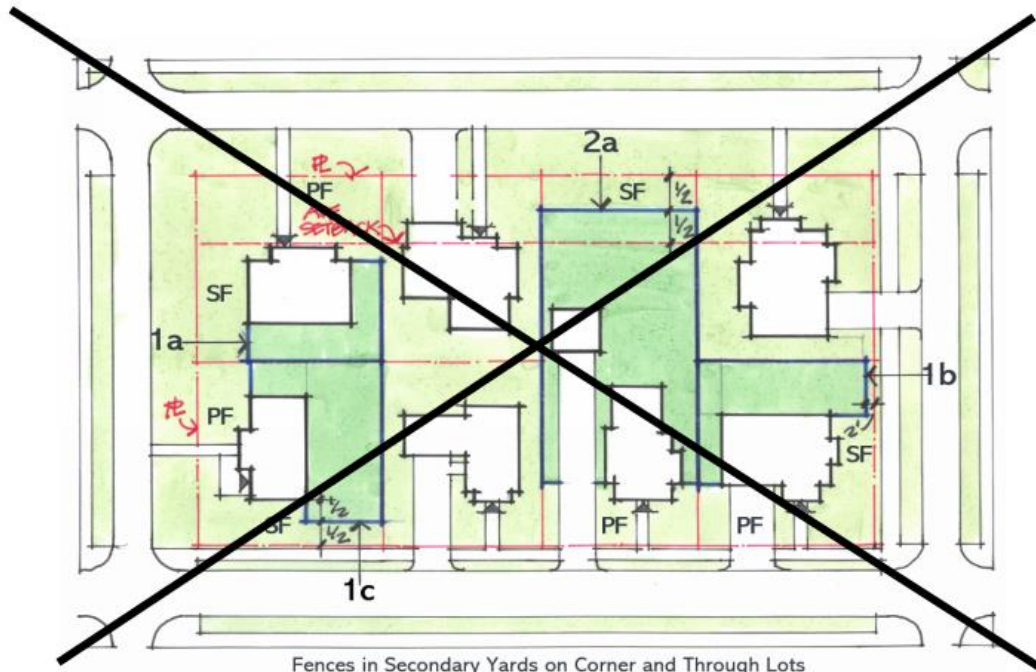 2a
PL
PF
SF
1/2
SETBACK
1/2
SF
1a
1b
PL
PF
2'
SF
1/2
SF
1/2
PF
PF
1c
Fences in Secondary Yards on Corner and Through Lots